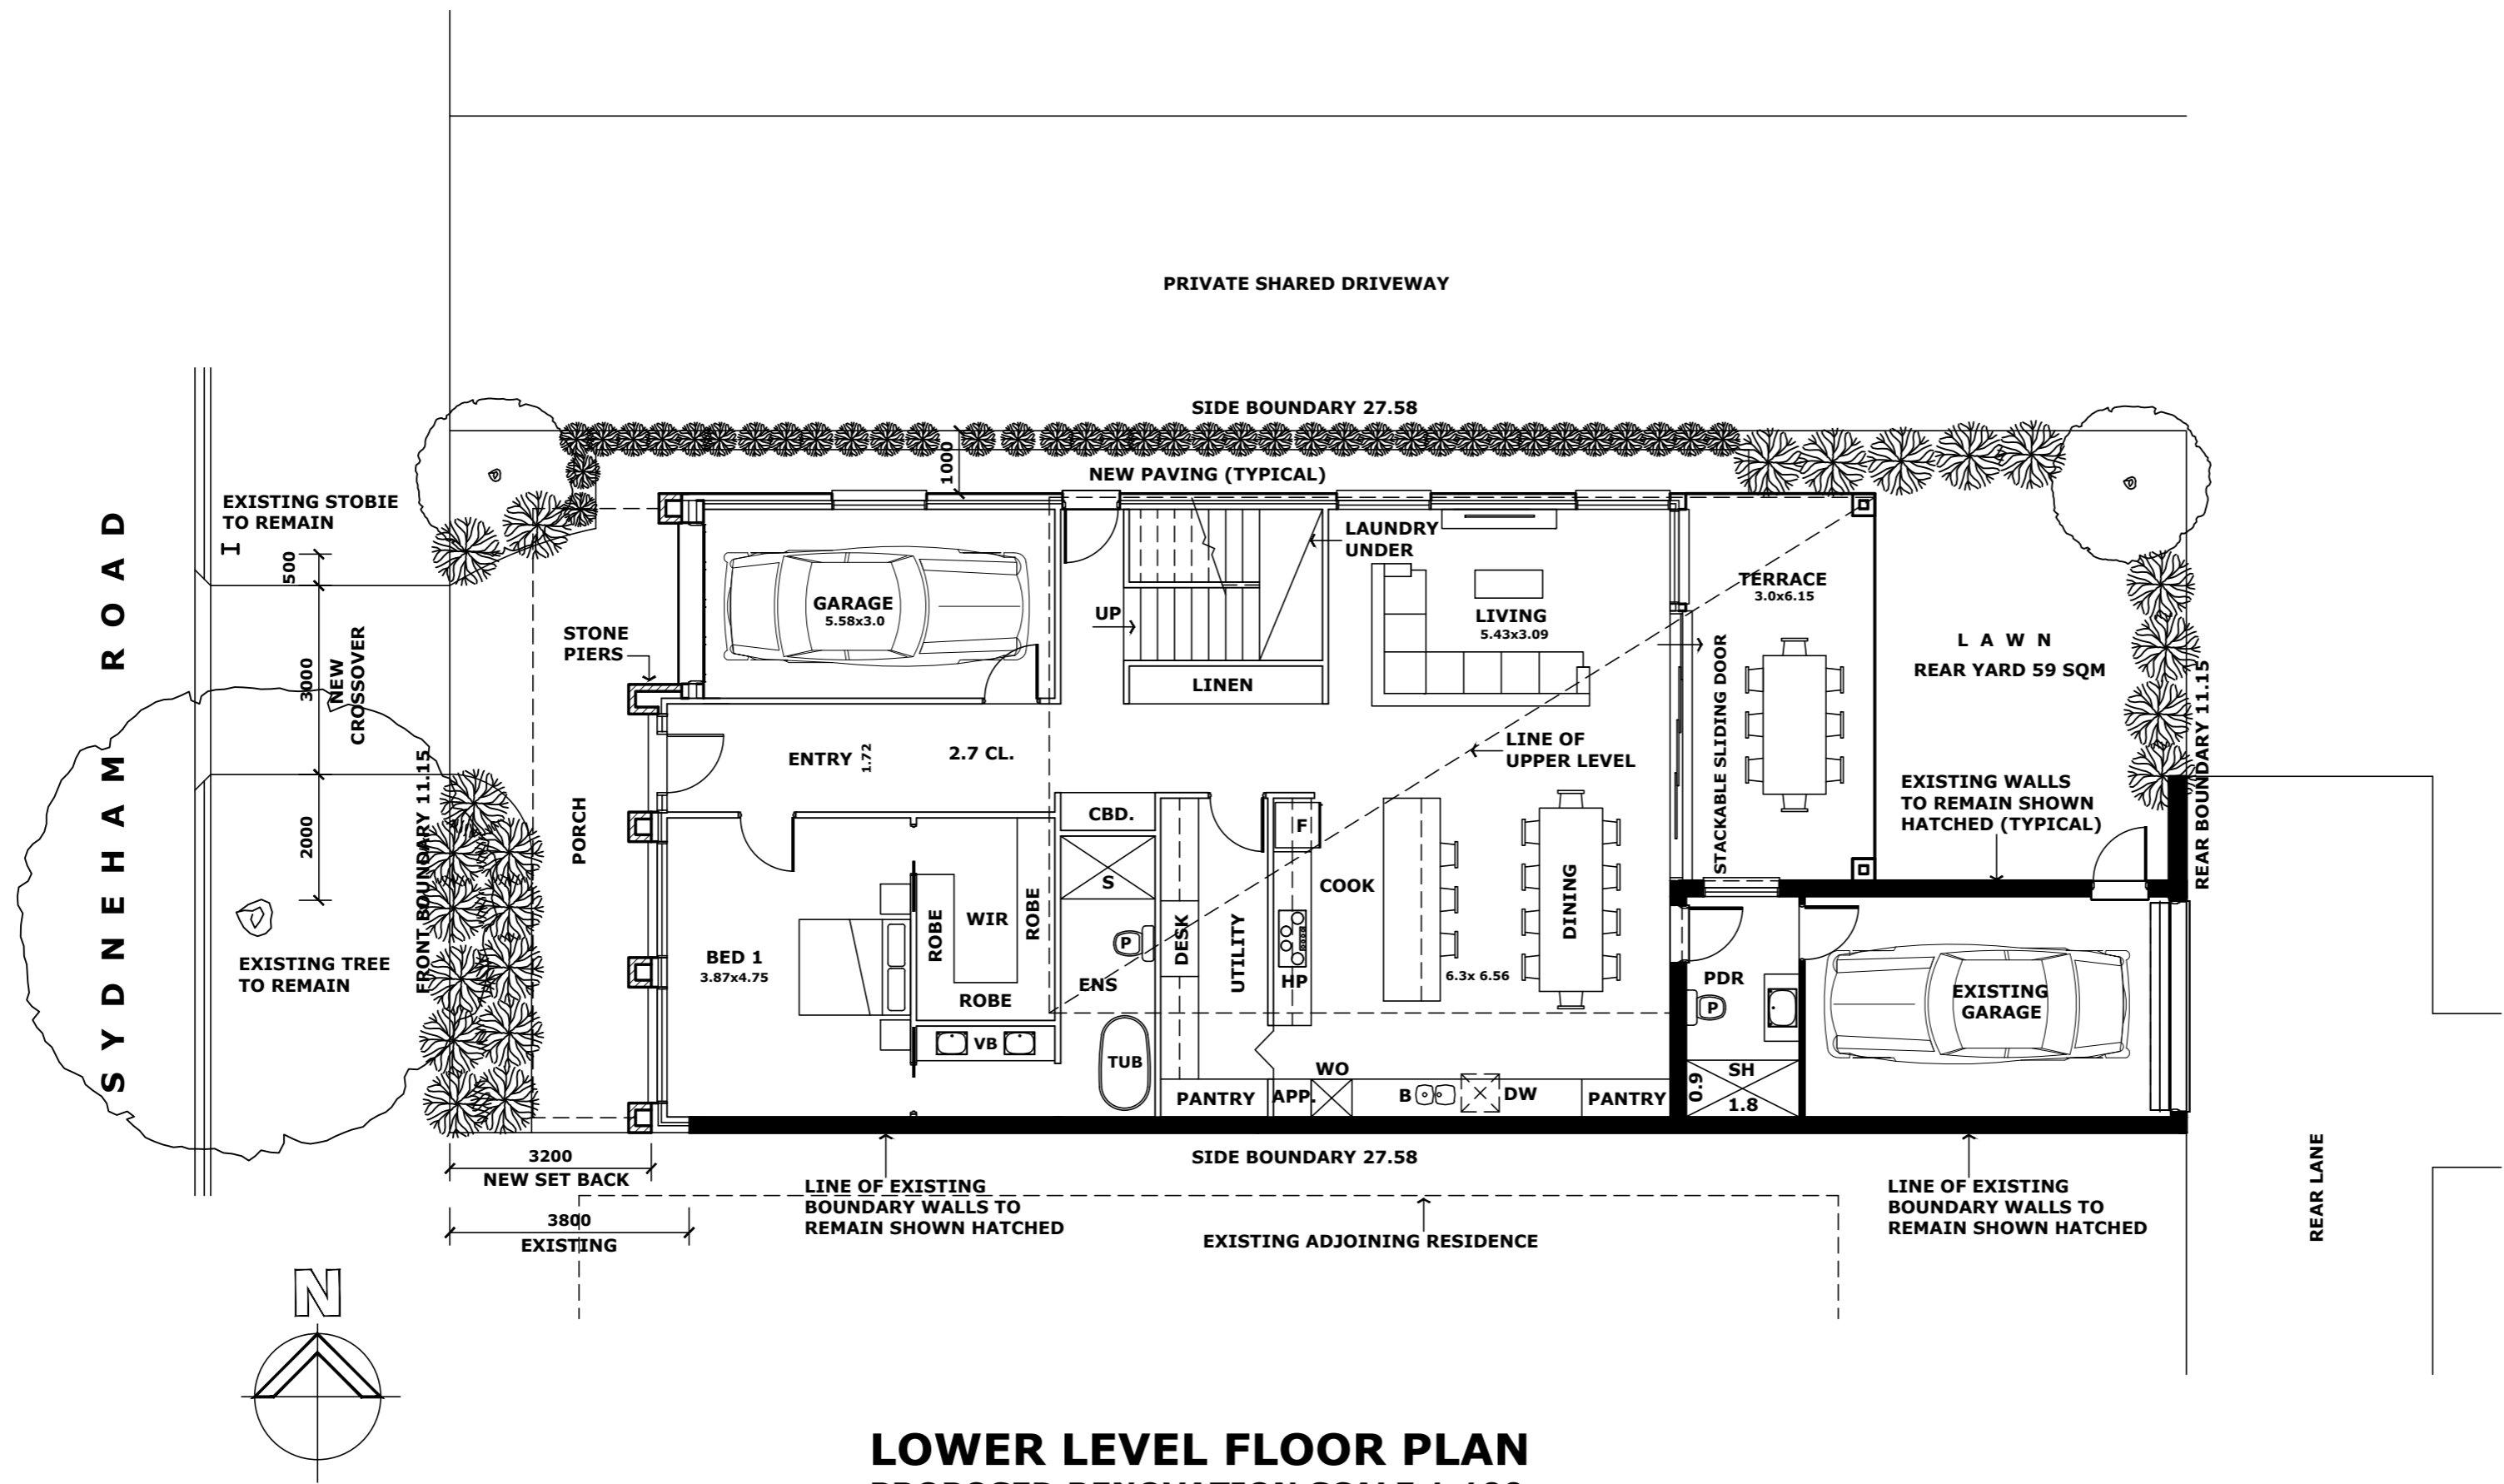 PRIVATE SHARED DRIVEWAY
SIDE BOUNDARY 27.58
1000
NEW PAVING (TYPICAL)
SYDNEHAM ROAD
EXISTING STOBIE
TO REMAIN
500
3000
NEW
CROSSOVER
2000
EXISTING TREE
TO REMAIN
FRONT BOUNDARY 11.15
STONE
PIERS
PORCH
GARAGE
5.58x3.0
UP
LAUNDRY
UNDER
LINEN
LIVING
5.43x3.09
TERRACE
3.0x6.15
STACKABLE SLIDING DOOR
L A W N
REAR YARD 59 SQM
REAR BOUNDARY 11.15
ENTRY
1.72
2.7 CL.
LINE OF
UPPER LEVEL
EXISTING WALLS
TO REMAIN SHOWN
HATCHED (TYPICAL)
CBD.
S
F
COOK
BED 1
3.87x4.75
ROBE
WIR
ROBE
ROBE
VB
P
ENS
TUB
DESK
UTILITY
HP
6.3x 6.56
DINING
PDR
P
EXISTING
GARAGE
SH
0.9
1.8
WO
PANTRY
APP.
B
DW
PANTRY
3200
NEW SET BACK
3800
EXISTING
SIDE BOUNDARY 27.58
LINE OF EXISTING
BOUNDARY WALLS TO
REMAIN SHOWN HATCHED
EXISTING ADJOINING RESIDENCE
LINE OF EXISTING
BOUNDARY WALLS TO
REMAIN SHOWN HATCHED
REAR LANE
N
LOWER LEVEL FLOOR PLAN